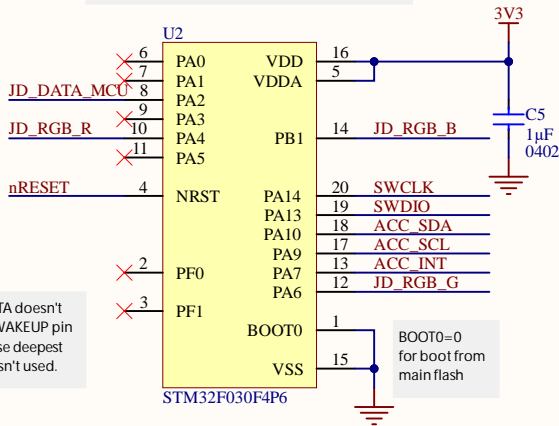 U2
3V3
6 PA0 VDD 16
7 PA1 VDDA 5
JD_DATA_MCU 8 PA2
9 PA3
JD_RGB_R 10 PA4 PB1 14 JD_RGB_B
11 PA5
C5
1µF
0402
nRESET 4 NRST PA14 20 SWCLK
PA13 19 SWDIO
PA10 18 ACC_SDA
PA9 17 ACC_SCL
2 PF0 PA7 13 ACC_INT
PA6 12 JD_RGB_G
3 PF1
BOOT0 1
VSS 15
STM32F030F4P6
TA doesn't
WAKEUP pin
se deepest
sn't used.
BOOT0=0
for boot from
main flash